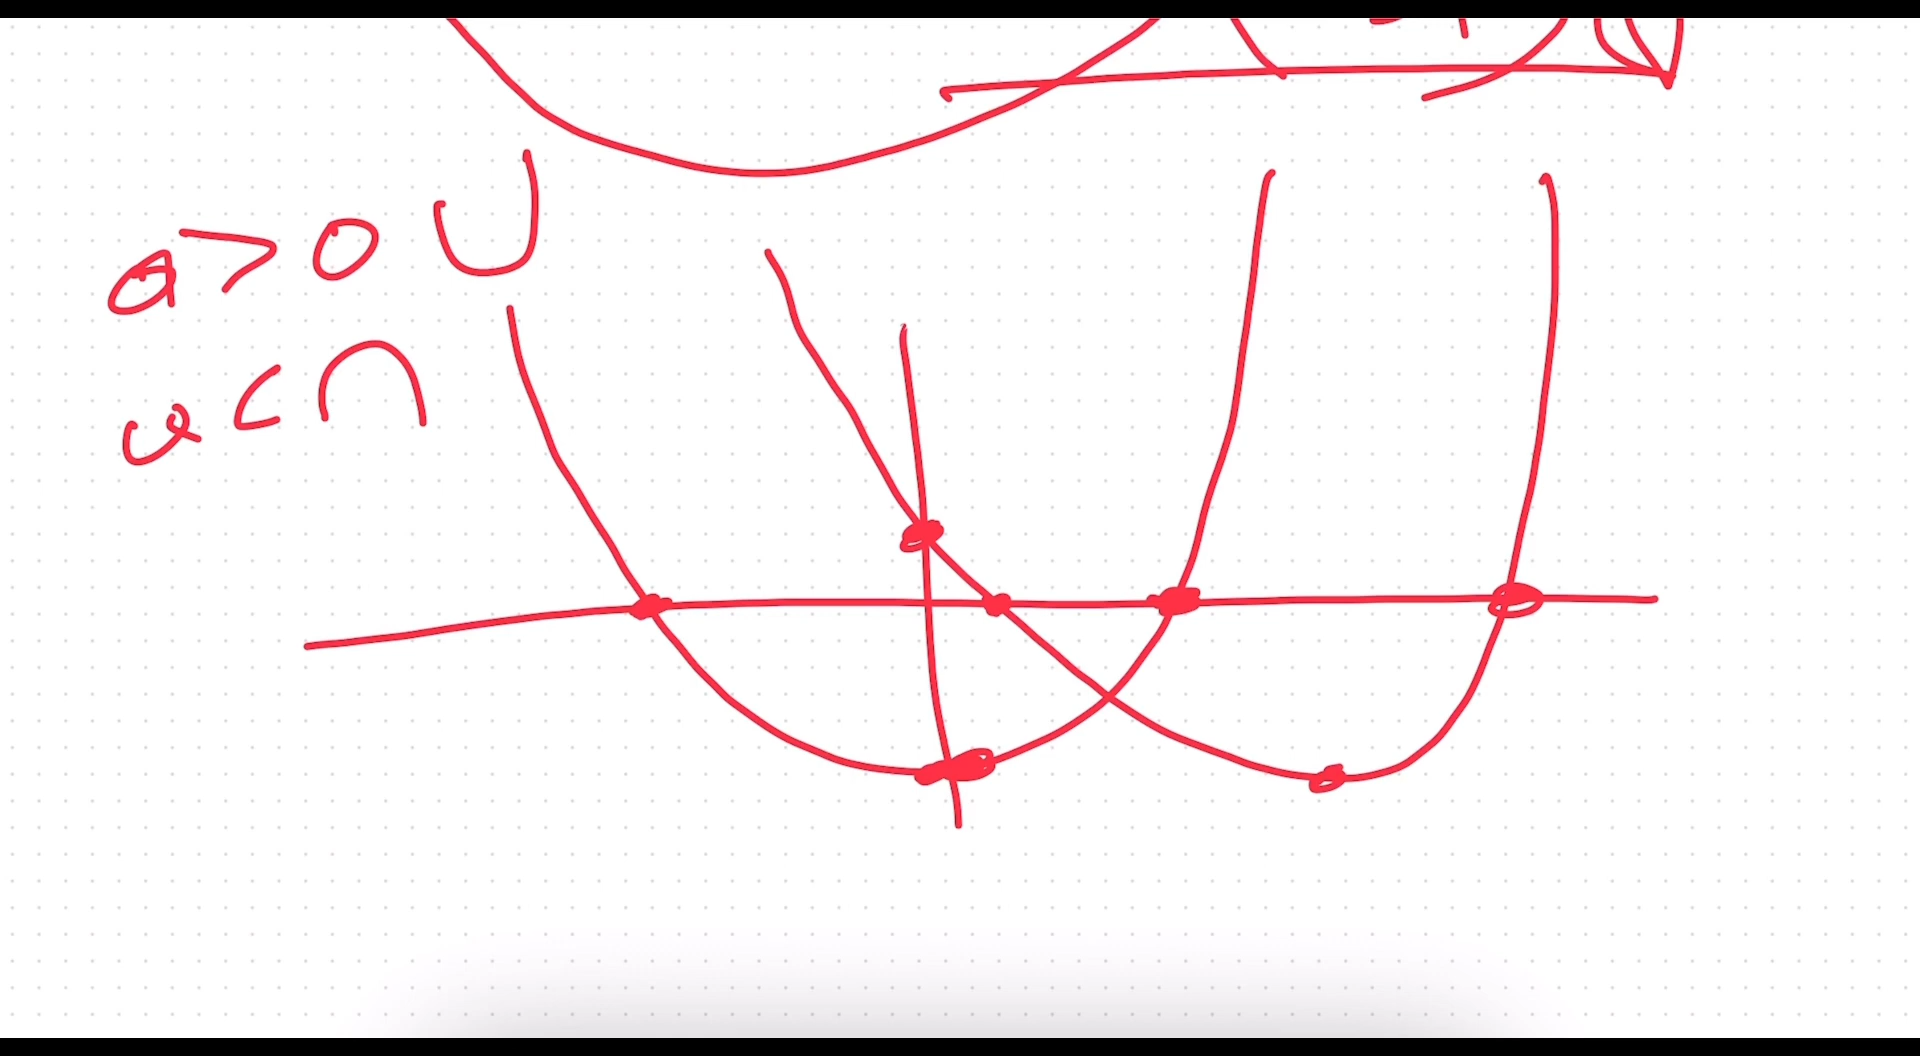 a > 0 ∪
a < ∩